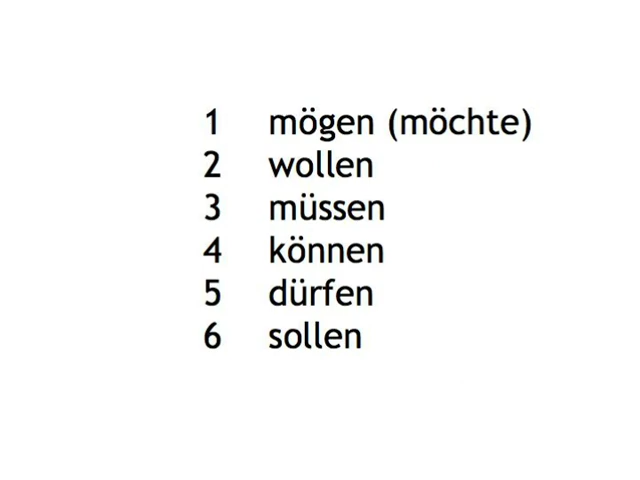 1 mögen (möchte)
2 wollen
3 müssen
4 können
5 dürfen
6 sollen